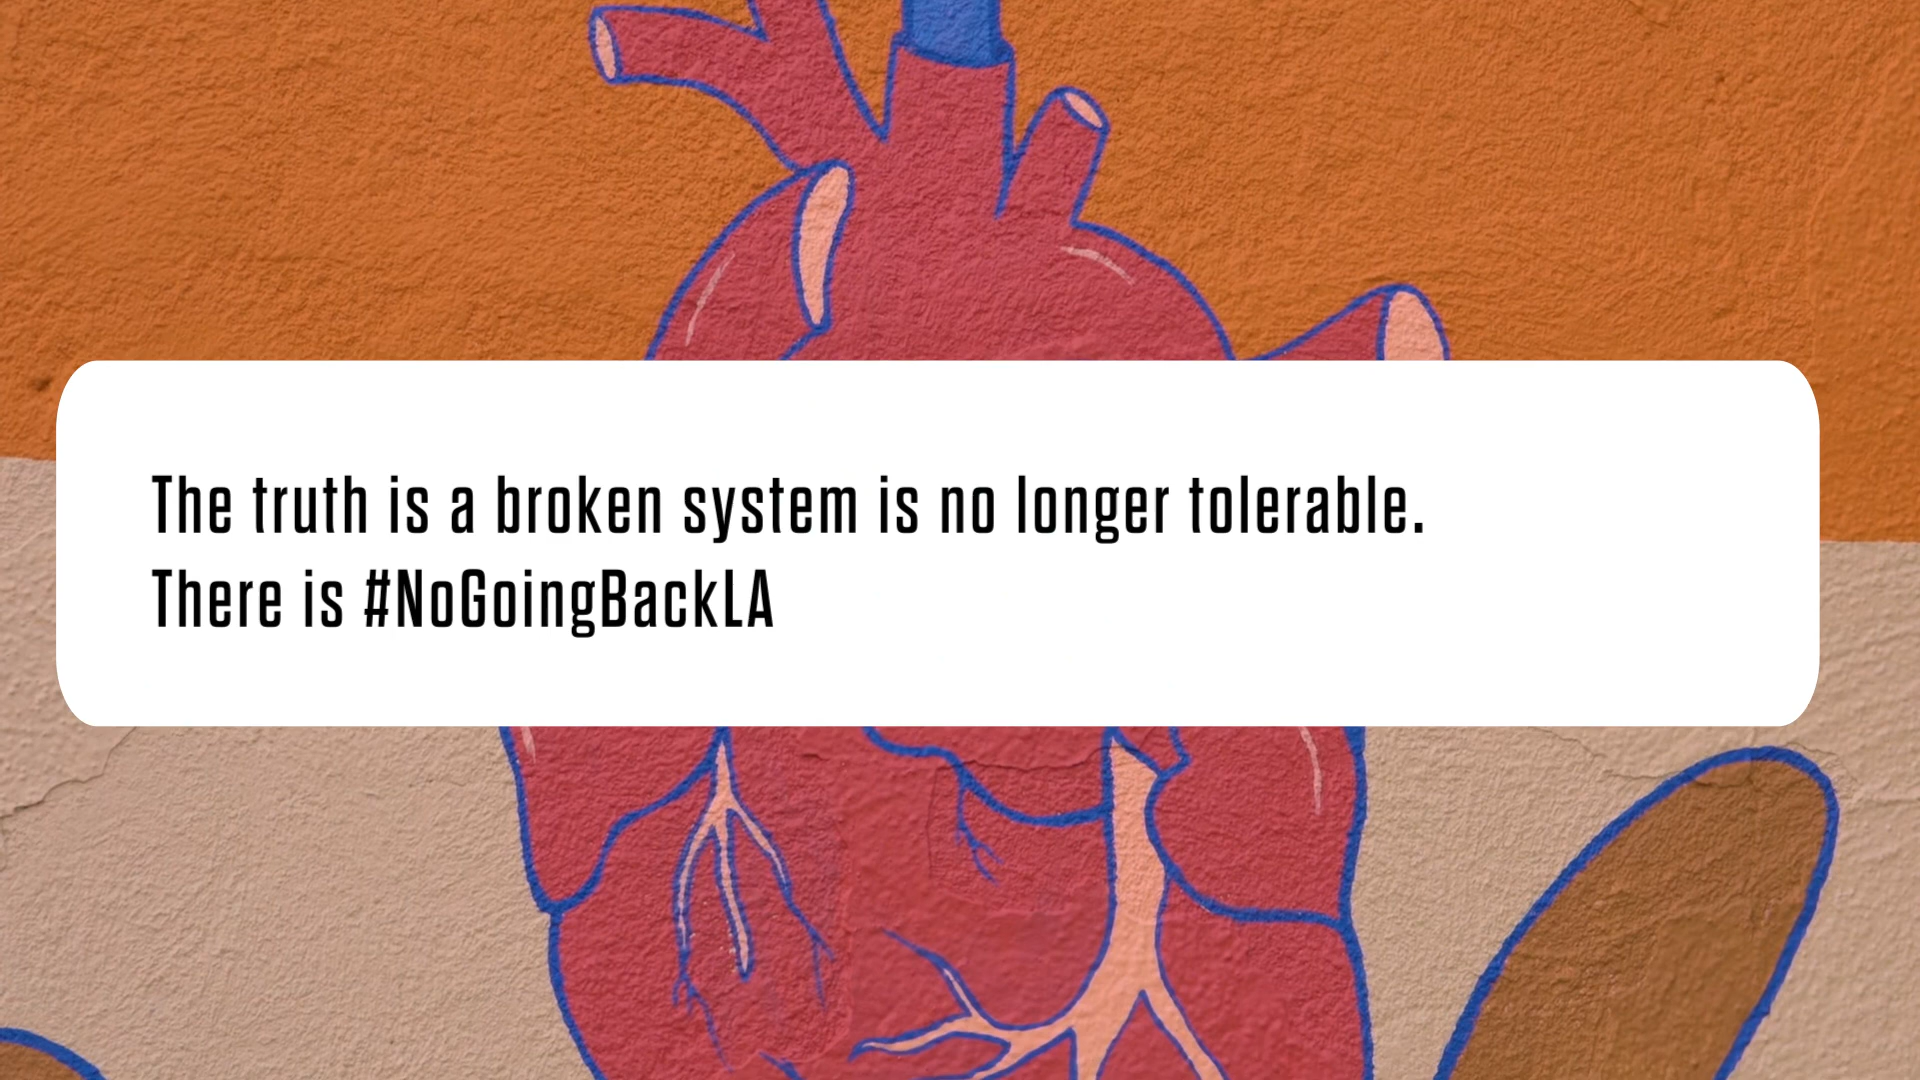 The truth is a broken system is no longer tolerable.
There is #NoGoingBackLA